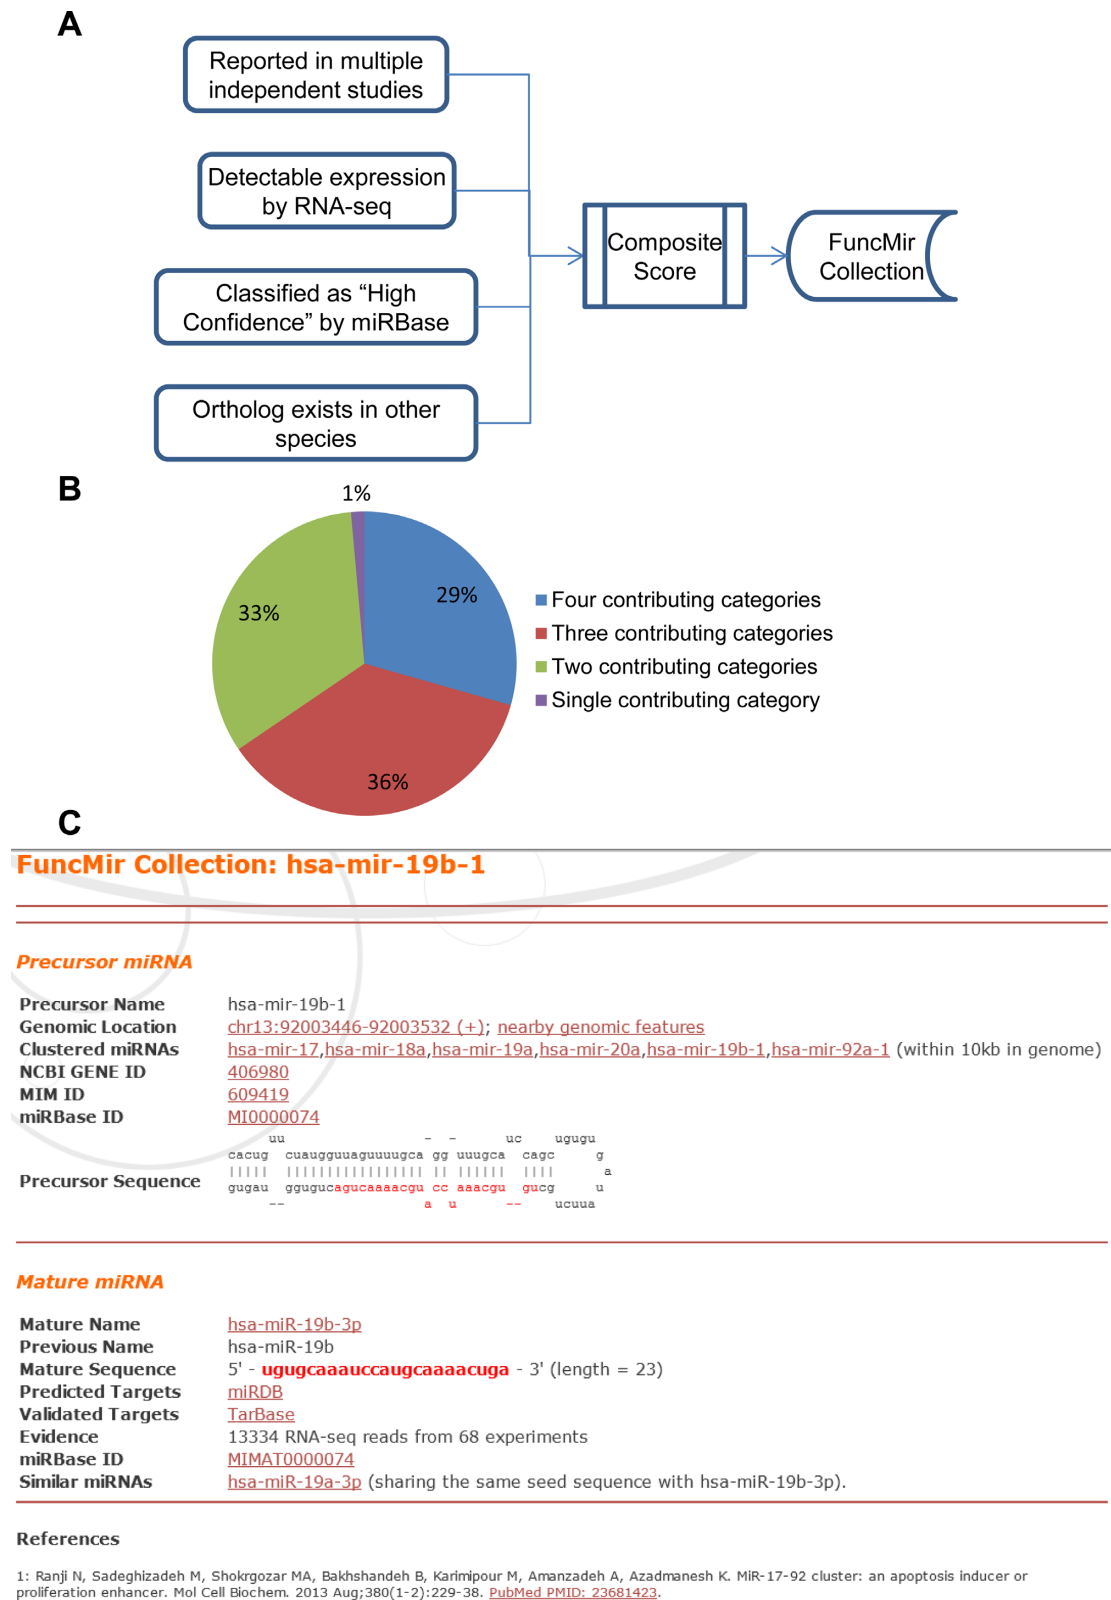 A
Reported in multiple
independent studies
Detectable expression
by RNA-seq
Classified as “High
Confidence” by miRBase
Ortholog exists in other
species
Composite
Score
FuncMir
Collection
B
1%
29%
33%
36%
Four contributing categories
Three contributing categories
Two contributing categories
Single contributing category
C
FuncMir Collection: hsa-mir-19b-1
Precursor miRNA
Precursor Name hsa-mir-19b-1
Genomic Location chr13:92003446-92003532 (+); nearby genomic features
Clustered miRNAs hsa-mir-17,hsa-mir-18a,hsa-mir-19a,hsa-mir-20a,hsa-mir-19b-1,hsa-mir-92a-1 (within 10kb in genome)
NCBI GENE ID 406980
MIM ID 609419
miRBase ID MI0000074
Precursor Sequence
uu - - uc ugugu
cacug cuaugguuaguuuugca gg uuugca cagc g
||||| ||||||||||||||||| || |||||| |||| a
gugau ggugucagucaaaacgu cc aaacgu gucg u
-- a u -- ucuua
Mature miRNA
Mature Name hsa-miR-19b-3p
Previous Name hsa-miR-19b
Mature Sequence 5' - ugugcaaauccaugcaaaacuga - 3' (length = 23)
Predicted Targets miRDB
Validated Targets TarBase
Evidence 13334 RNA-seq reads from 68 experiments
miRBase ID MIMAT0000074
Similar miRNAs hsa-miR-19a-3p (sharing the same seed sequence with hsa-miR-19b-3p).
References
1: Ranji N, Sadeghizadeh M, Shokrgozar MA, Bakhshandeh B, Karimipour M, Amanzadeh A, Azadmanesh K. MiR-17-92 cluster: an apoptosis inducer or
proliferation enhancer. Mol Cell Biochem. 2013 Aug;380(1-2):229-38. PubMed PMID: 23681423.